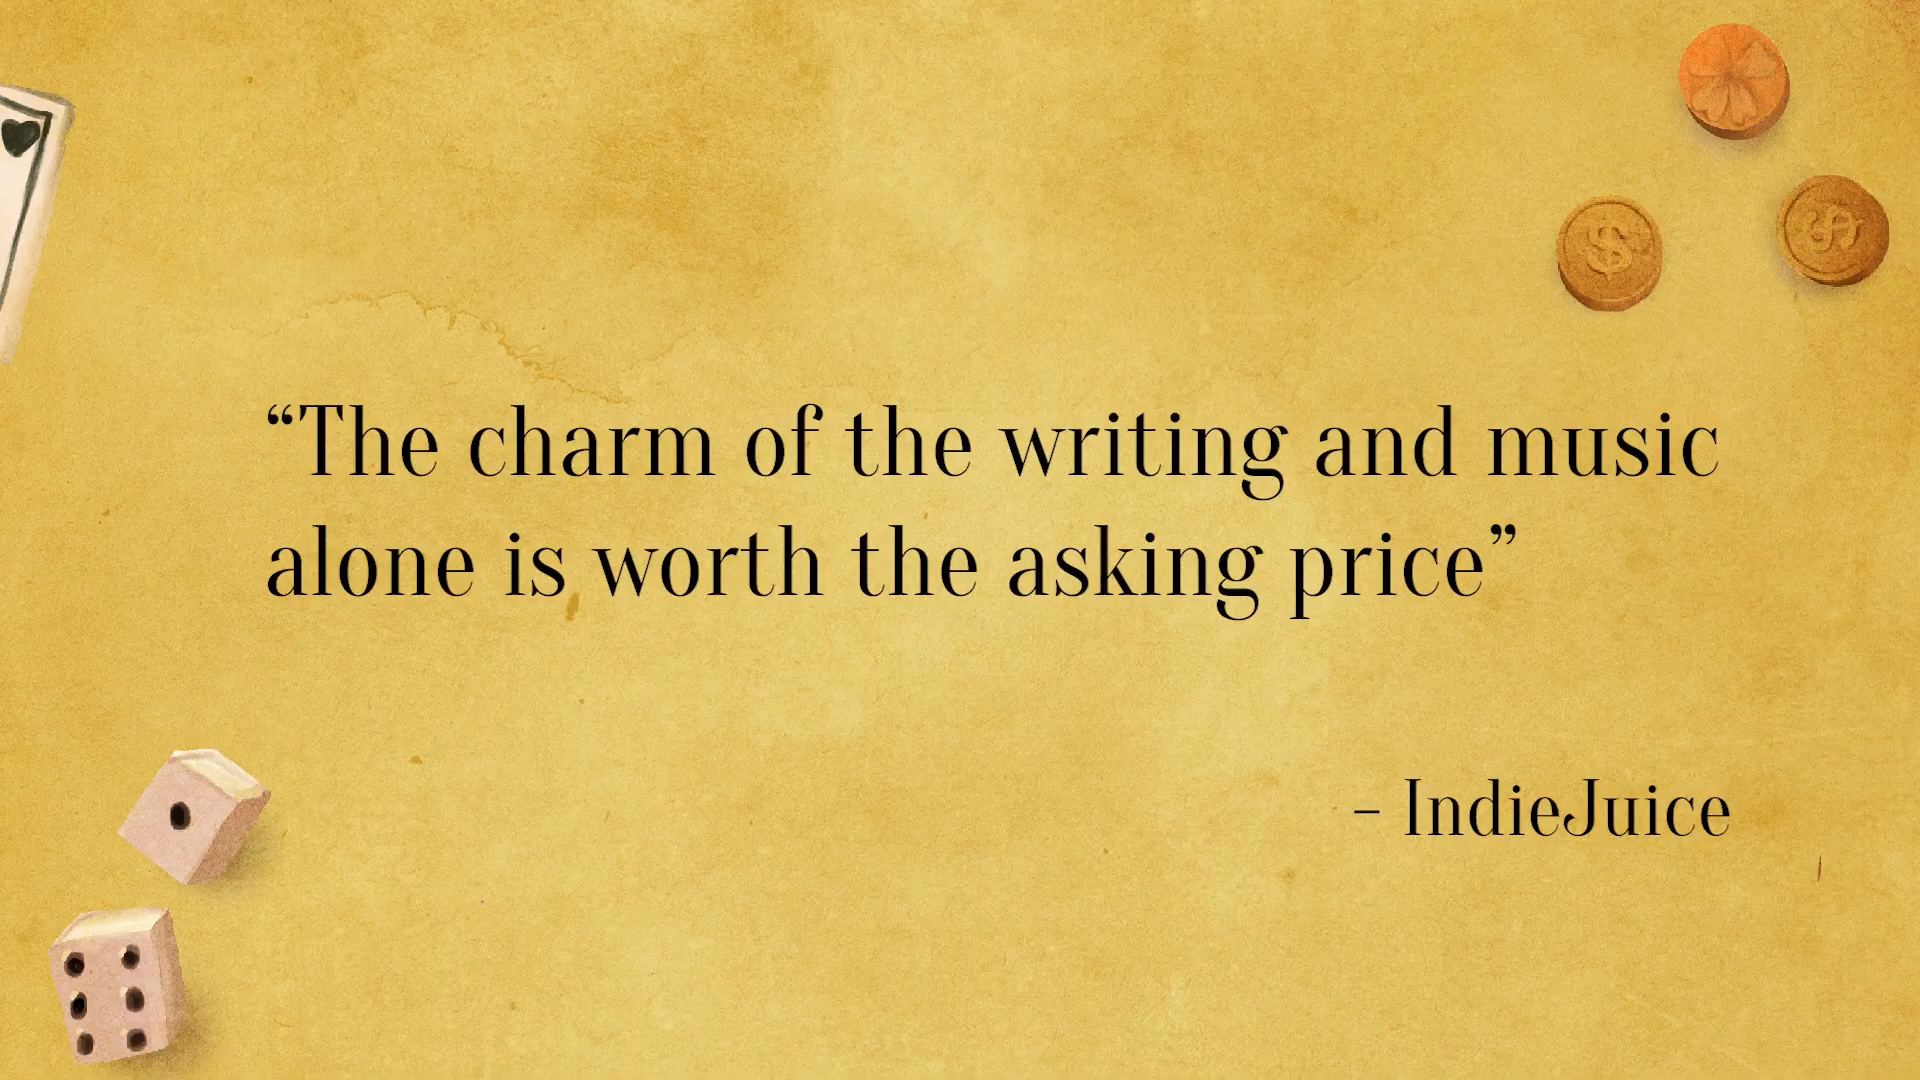 “The charm of the writing and music
alone is worth the asking price”
- IndieJuice
$
$